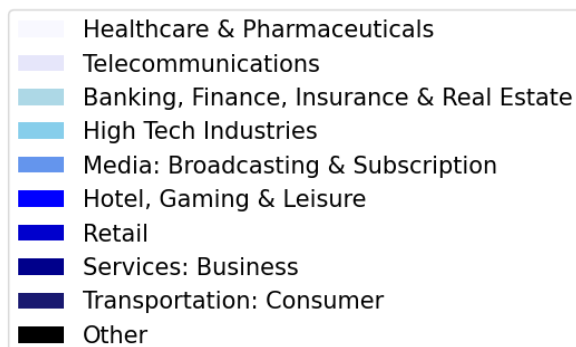 Healthcare & Pharmaceuticals
Telecommunications
Banking, Finance, Insurance & Real Estate
High Tech Industries
Media: Broadcasting & Subscription
Hotel, Gaming & Leisure
Retail
Services: Business
Transportation: Consumer
Other